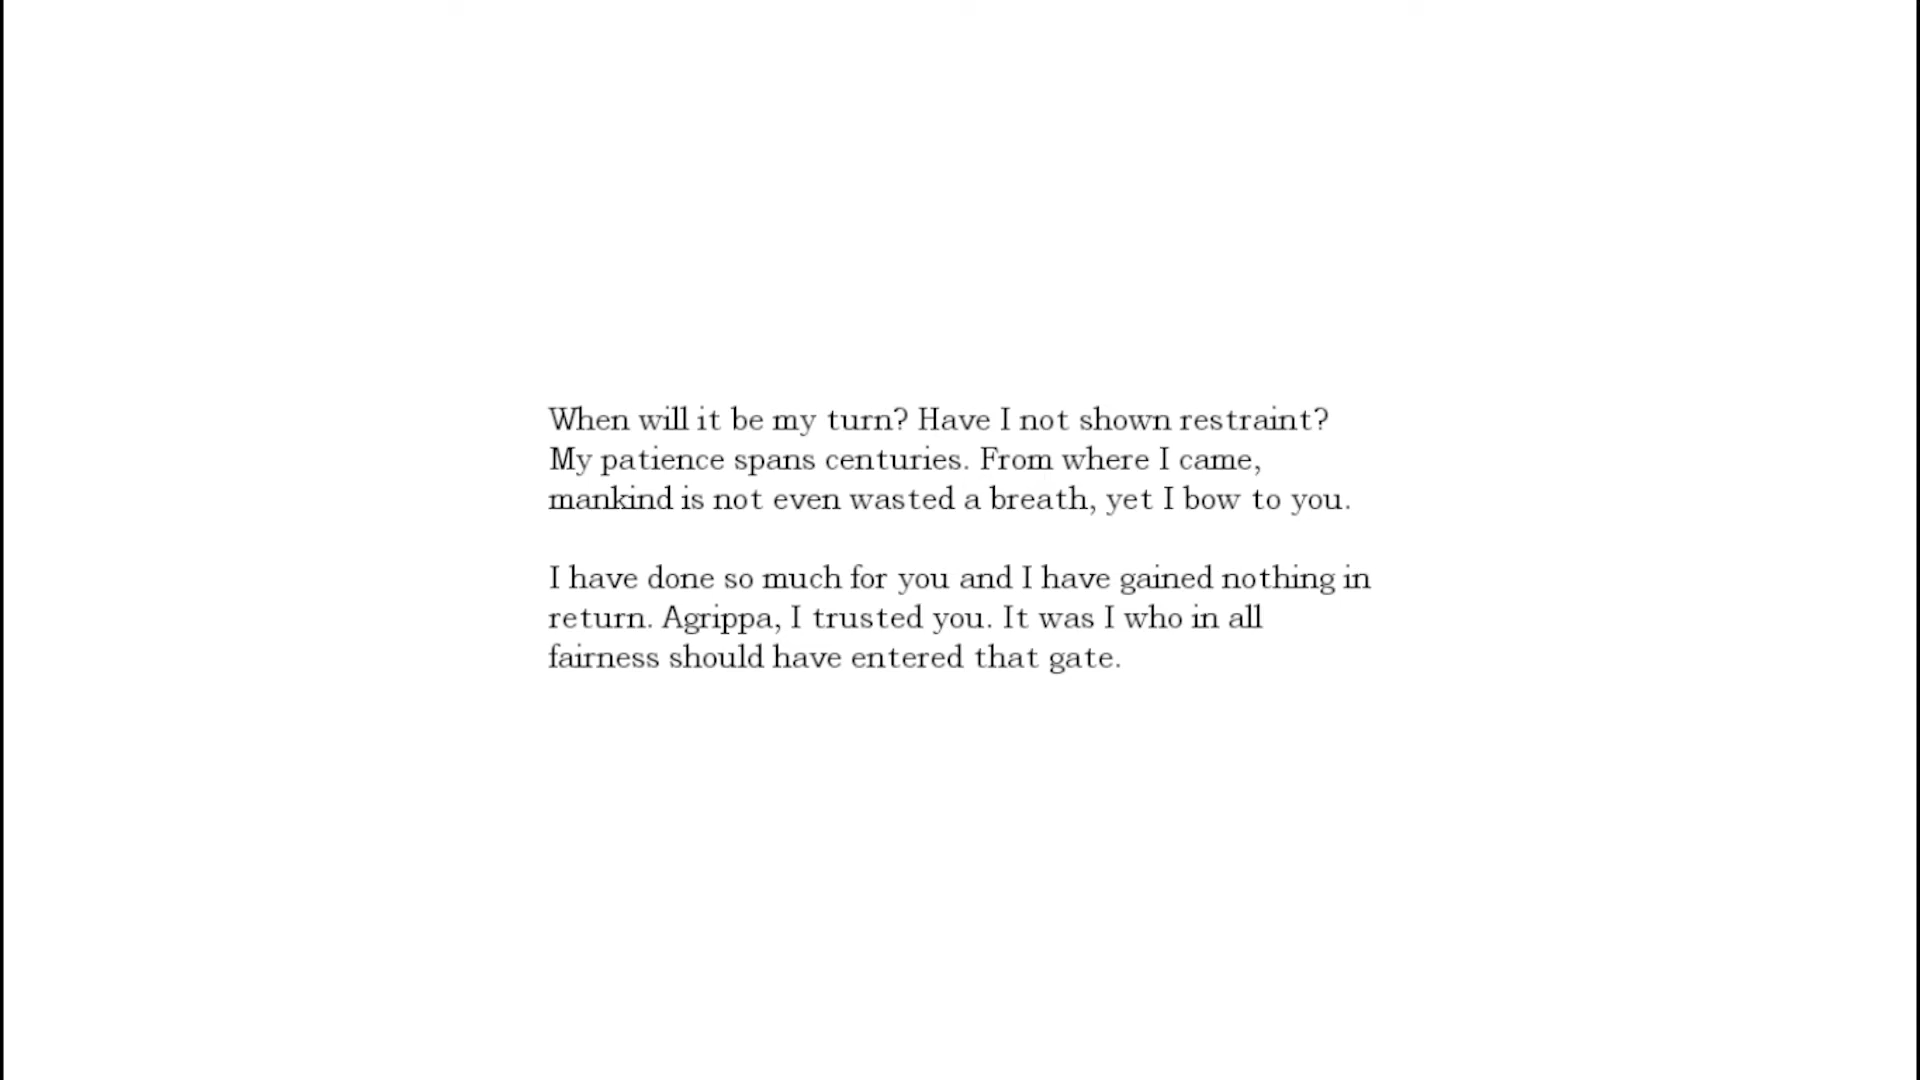 When will it be my turn? Have I not shown restraint?
My patience spans centuries. From where I came,
mankind is not even wasted a breath, yet I bow to you.
I have done so much for you and I have gained nothing in
return. Agrippa, I trusted you. It was I who in all
fairness should have entered that gate.